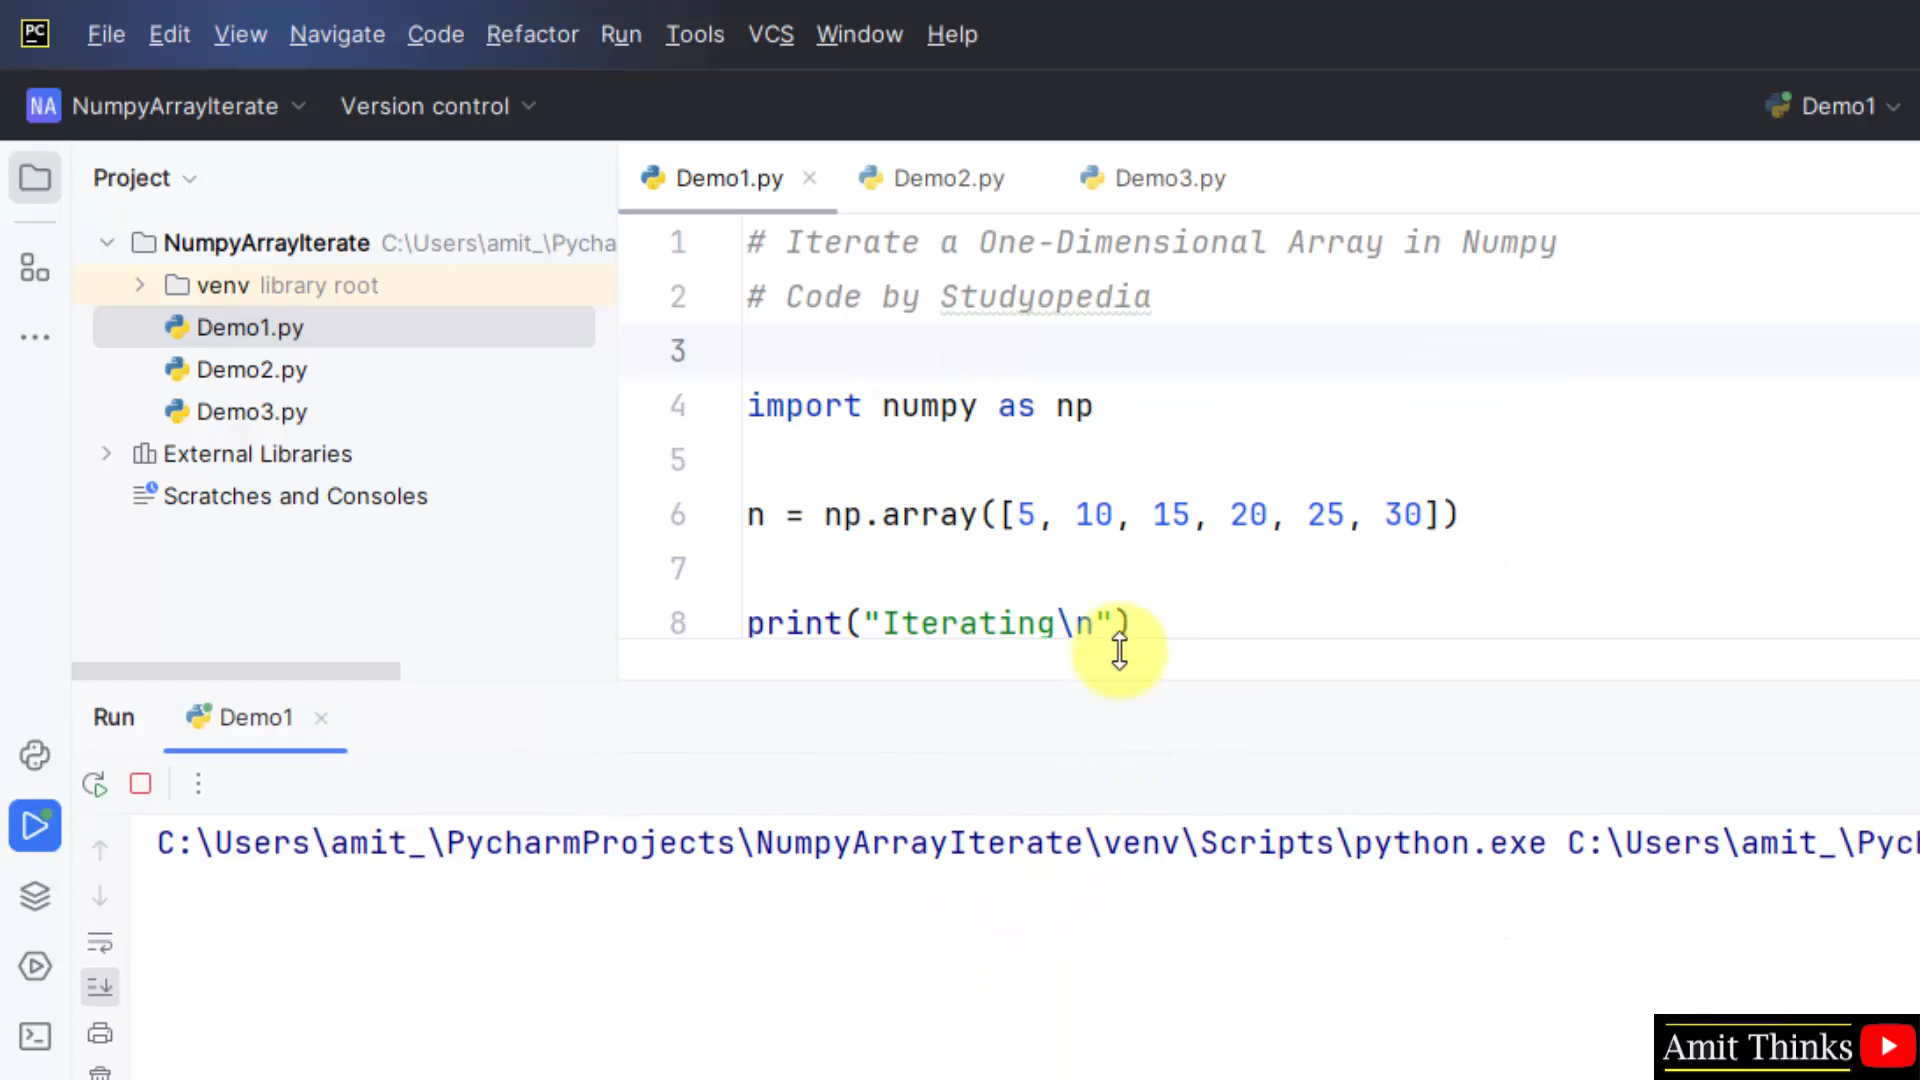 PC File Edit View Navigate Code Refactor Run Tools VCS Window Help
NA NumpyArrayIterate Version control Demo1
Project
NumpyArrayIterate C:\Users\amit_\Pycha
venv library root
Demo1.py
Demo2.py
Demo3.py
External Libraries
Scratches and Consoles
Demo1.py Demo2.py Demo3.py
1 # Iterate a One-Dimensional Array in Numpy
2 # Code by Studyopedia
3
4 import numpy as np
5
6 n = np.array([5, 10, 15, 20, 25, 30])
7
8 print("Iterating\n")
Run Demo1
C:\Users\amit_\PycharmProjects\NumpyArrayIterate\venv\Scripts\python.exe C:\Users\amit_\Pych
Amit Thinks